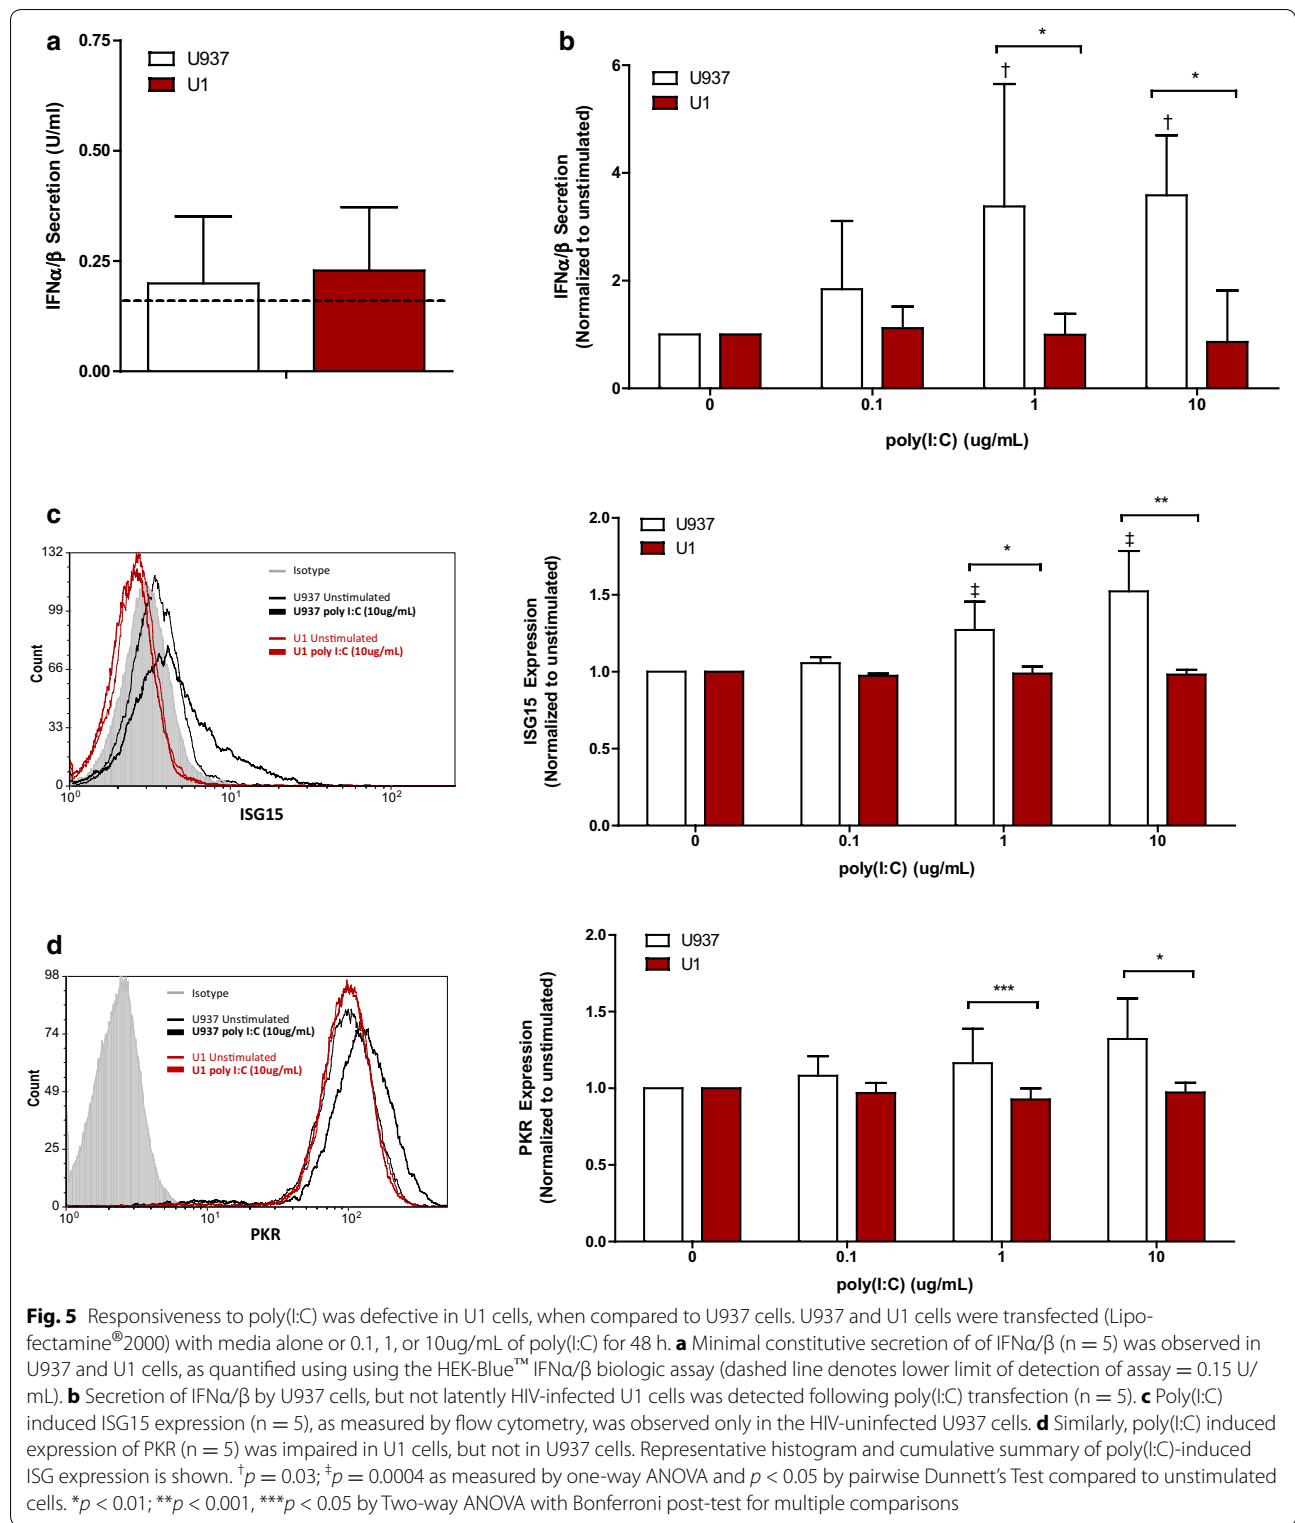 a
0.75
0.50
0.25
0.00
IFNα/β Secretion (U/ml)
U937
U1
b
6
4
2
0
IFNα/β Secretion
(Normalized to unstimulated)
U937
U1
†
*
†
*
0 0.1 1 10
poly(I:C) (ug/mL)
c
132
99
66
33
0
Count
Isotype
U937 Unstimulated
U937 poly I:C (10ug/mL)
U1 Unstimulated
U1 poly I:C (10ug/mL)
10⁰ 10¹ 10²
ISG15
2.0
1.5
1.0
0.5
0.0
ISG15 Expression
(Normalized to unstimulated)
U937
U1
‡
*
‡
**
0 0.1 1 10
poly(I:C) (ug/mL)
d
98
74
49
25
0
Count
Isotype
U937 Unstimulated
U937 poly I:C (10ug/mL)
U1 Unstimulated
U1 poly I:C (10ug/mL)
10⁰ 10¹ 10²
PKR
2.0
1.5
1.0
0.5
0.0
PKR Expression
(Normalized to unstimulated)
U937
U1
***
*
0 0.1 1 10
poly(I:C) (ug/mL)
Fig. 5 Responsiveness to poly(I:C) was defective in U1 cells, when compared to U937 cells. U937 and U1 cells were transfected (Lipo-
fectamine®2000) with media alone or 0.1, 1, or 10ug/mL of poly(I:C) for 48 h. a Minimal constitutive secretion of of IFNα/β (n = 5) was observed in
U937 and U1 cells, as quantified using using the HEK-Blue™ IFNα/β biologic assay (dashed line denotes lower limit of detection of assay = 0.15 U/
mL). b Secretion of IFNα/β by U937 cells, but not latently HIV-infected U1 cells was detected following poly(I:C) transfection (n = 5). c Poly(I:C)
induced ISG15 expression (n = 5), as measured by flow cytometry, was observed only in the HIV-uninfected U937 cells. d Similarly, poly(I:C) induced
expression of PKR (n = 5) was impaired in U1 cells, but not in U937 cells. Representative histogram and cumulative summary of poly(I:C)-induced
ISG expression is shown. †p = 0.03; ‡p = 0.0004 as measured by one-way ANOVA and p < 0.05 by pairwise Dunnett's Test compared to unstimulated
cells. *p < 0.01; **p < 0.001, ***p < 0.05 by Two-way ANOVA with Bonferroni post-test for multiple comparisons